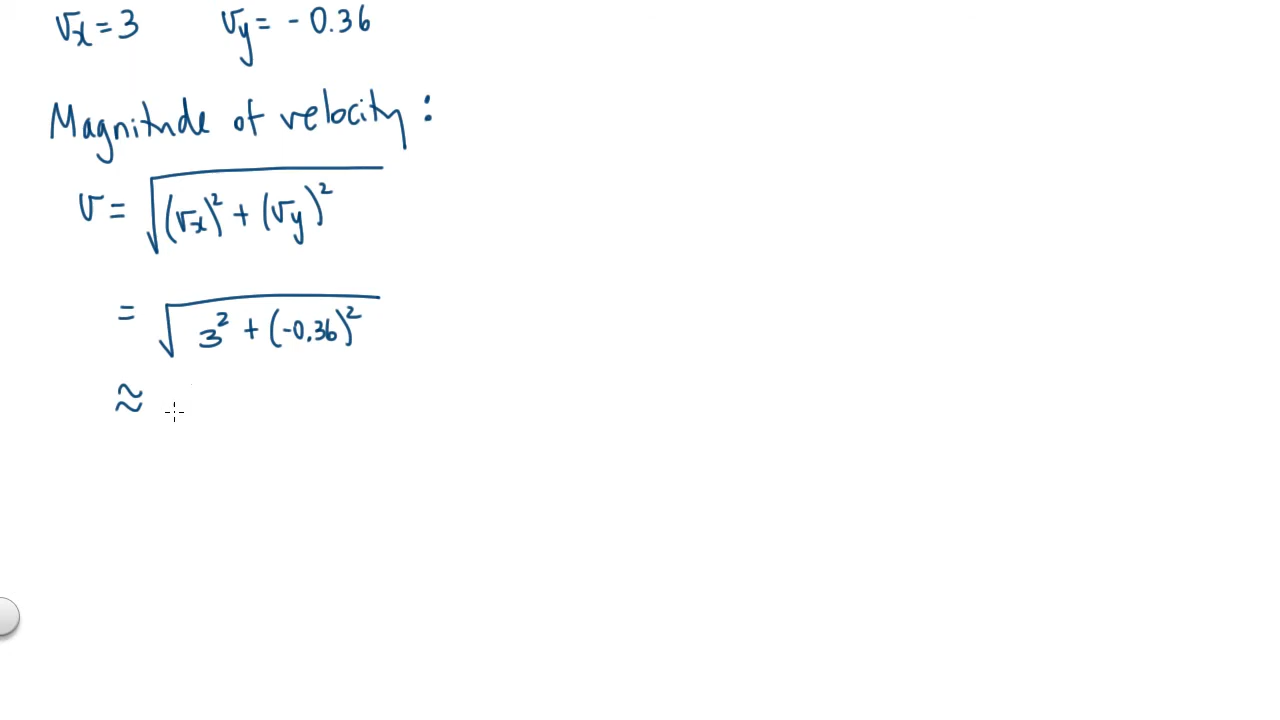 Vx = 3 Vy = - 0.36
Magnitude of velocity :
V = √((Vx)² + (Vy)²)
= √(3² + (-0.36)²)
≈